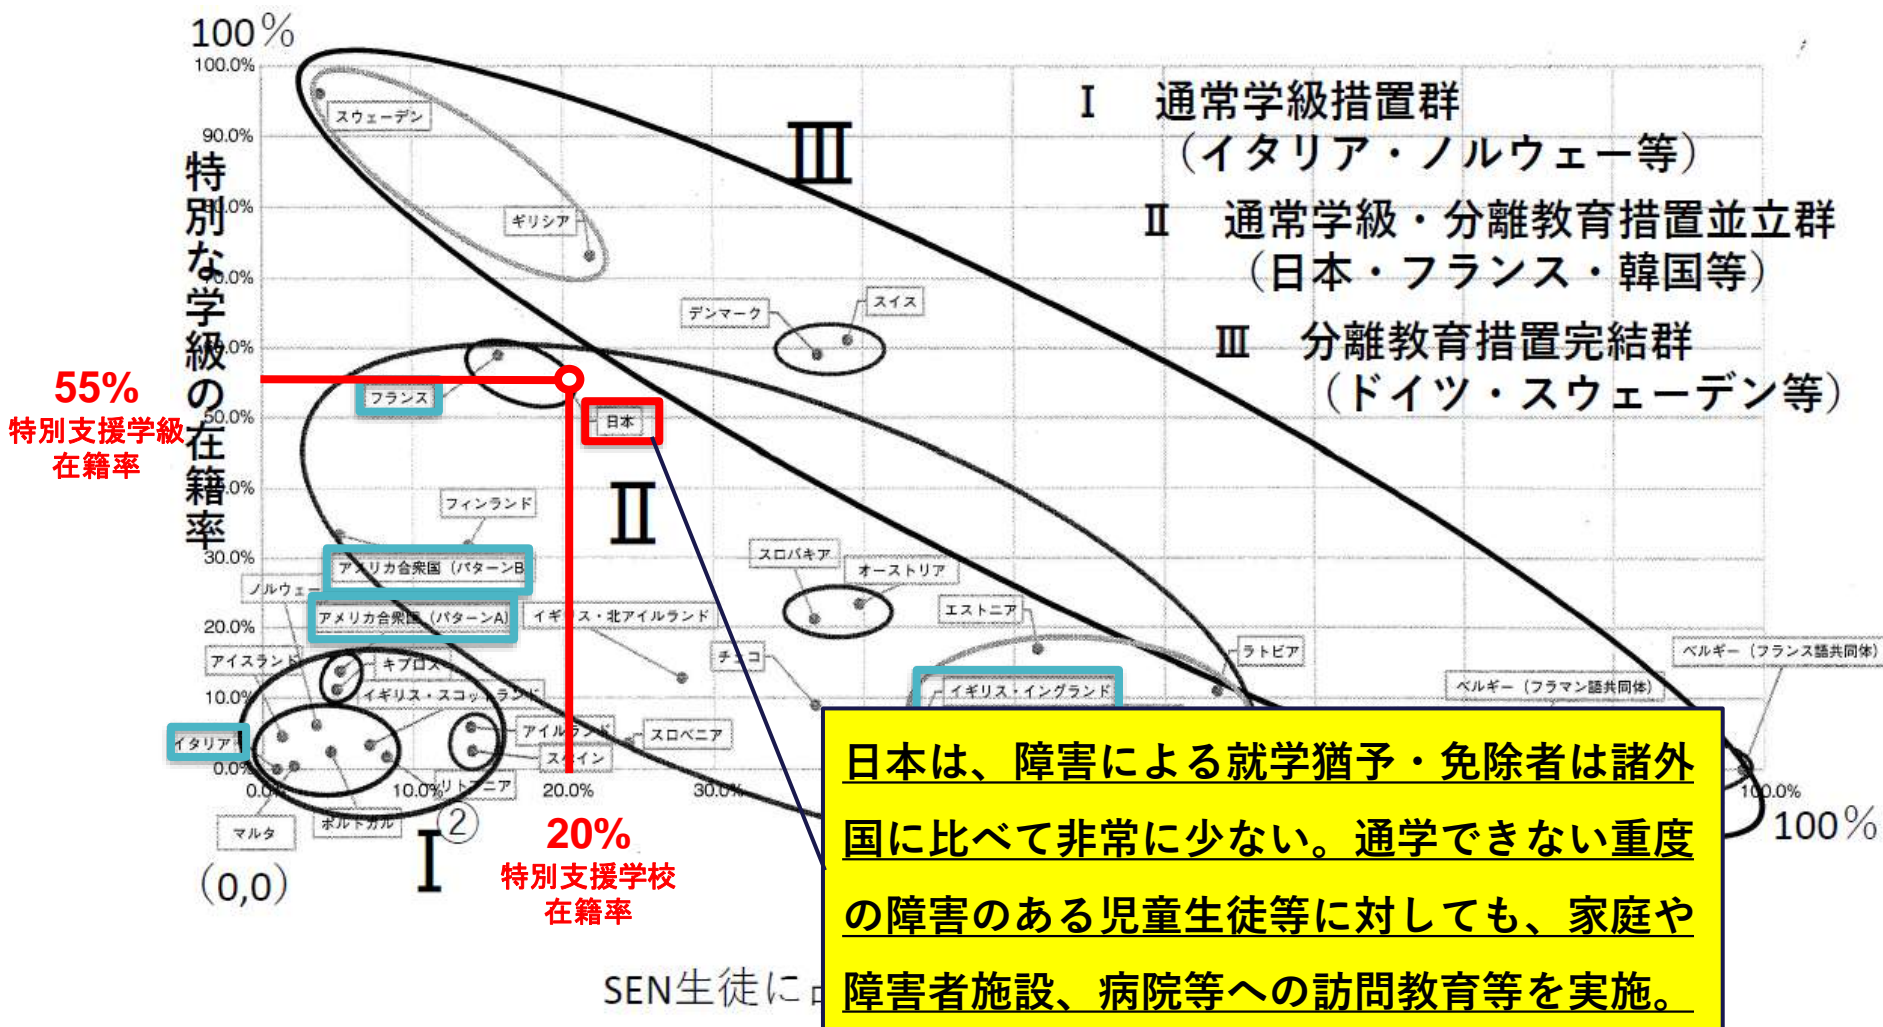 100%
100.0%
90.0%
50.0%
30.0%
20.0%
10.0%
0.0%
特別な学級の在籍率
55%
特別支援学級
在籍率
Ⅰ 通常学級措置群
(イタリア・ノルウェー等)
Ⅱ 通常学級・分離教育措置並立群
(日本・フランス・韓国等)
Ⅲ 分離教育措置完結群
(ドイツ・スウェーデン等)
Ⅲ
スウェーデン
ギリシア
デンマーク
スイス
フランス
日本
Ⅱ
フィンランド
アメリカ合衆国(パターンB
ノルウェー
アメリカ合衆国(パターンA)
イギリス・北アイルランド
スロバキア
オーストリア
エストニア
アイスランド
キプロス
チェコ
ラトビア
ベルギー(フランス語共同体)
イギリス・スコットランド
イギリス・イングランド
ベルギー(フラマン語共同体)
イタリア
アイルランド
スロベニア
スペイン
リトアニア
マルタ
ポルトガル
②
0.0%
10.0%
20.0%
30.0%
100.0%
100%
(0,0)
Ⅰ
20%
特別支援学校
在籍率
SEN生徒に
日本は、障害による就学猶予・免除者は諸外
国に比べて非常に少ない。通学できない重度
の障害のある児童生徒等に対しても、家庭や
障害者施設、病院等への訪問教育等を実施。